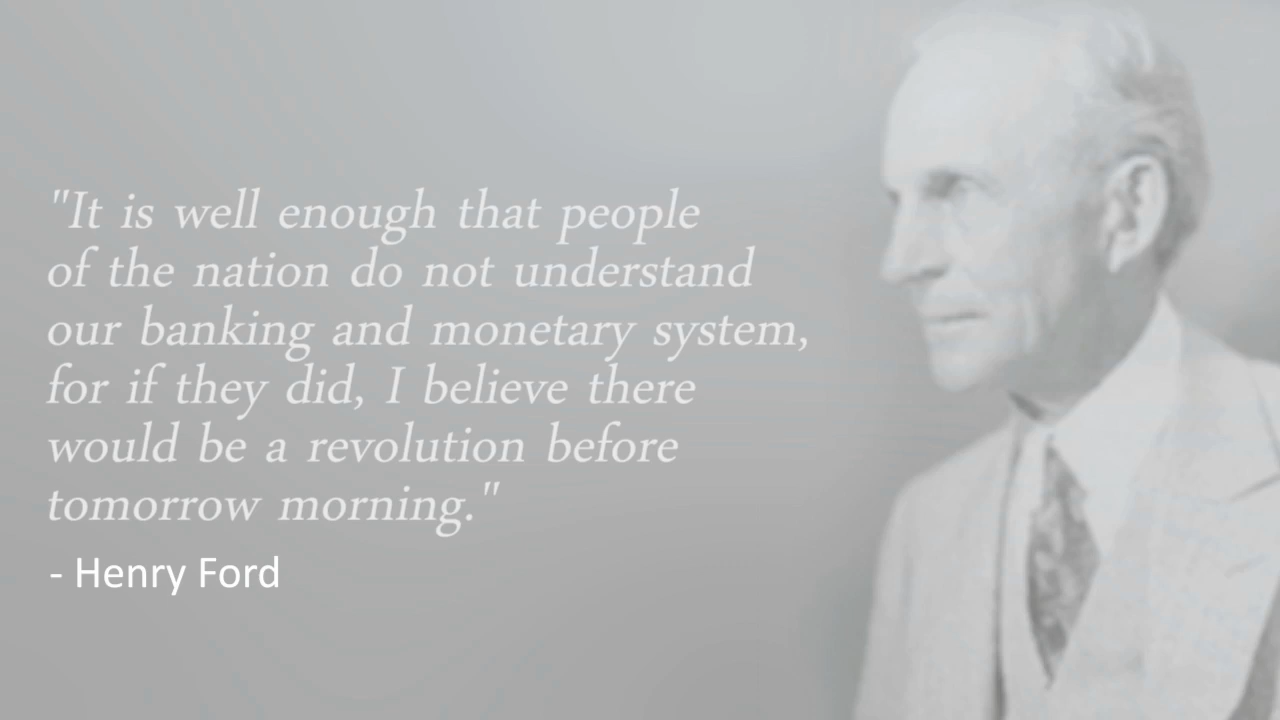 "It is well enough that people
of the nation do not understand
our banking and monetary system,
for if they did, I believe there
would be a revolution before
tomorrow morning."
- Henry Ford